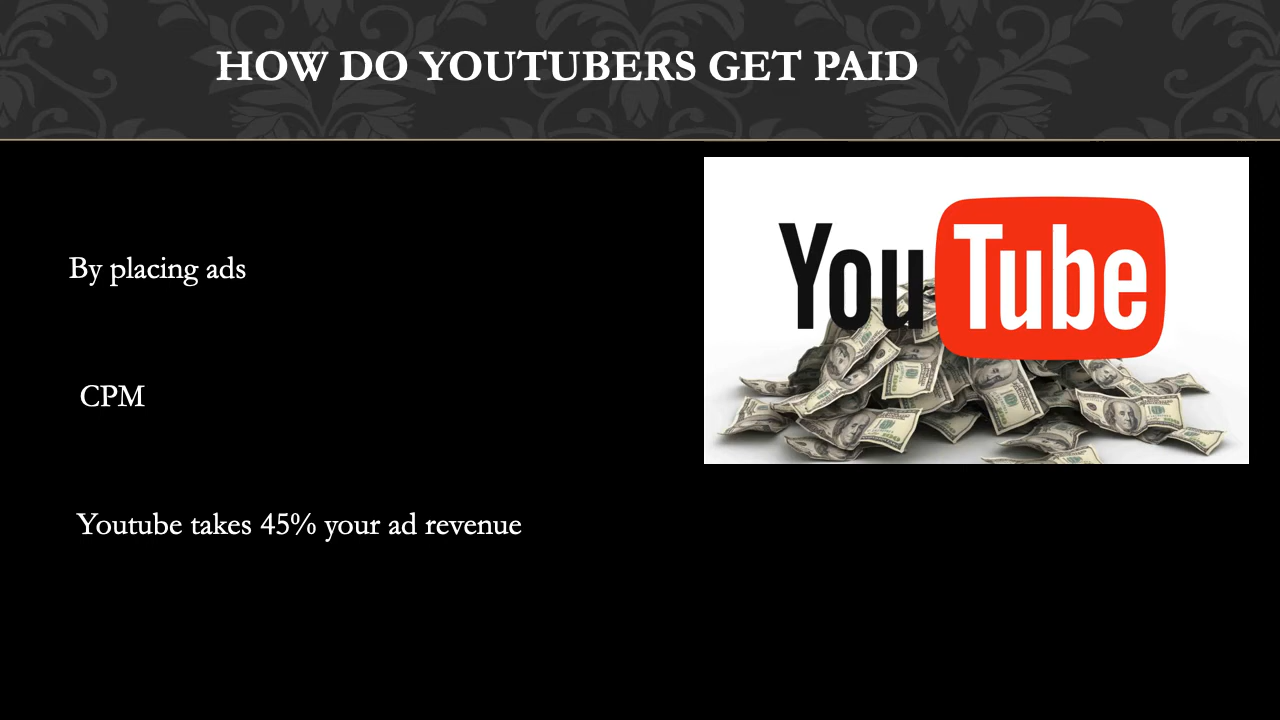 HOW DO YOUTUBERS GET PAID
By placing ads
CPM
Youtube takes 45% your ad revenue
YouTube